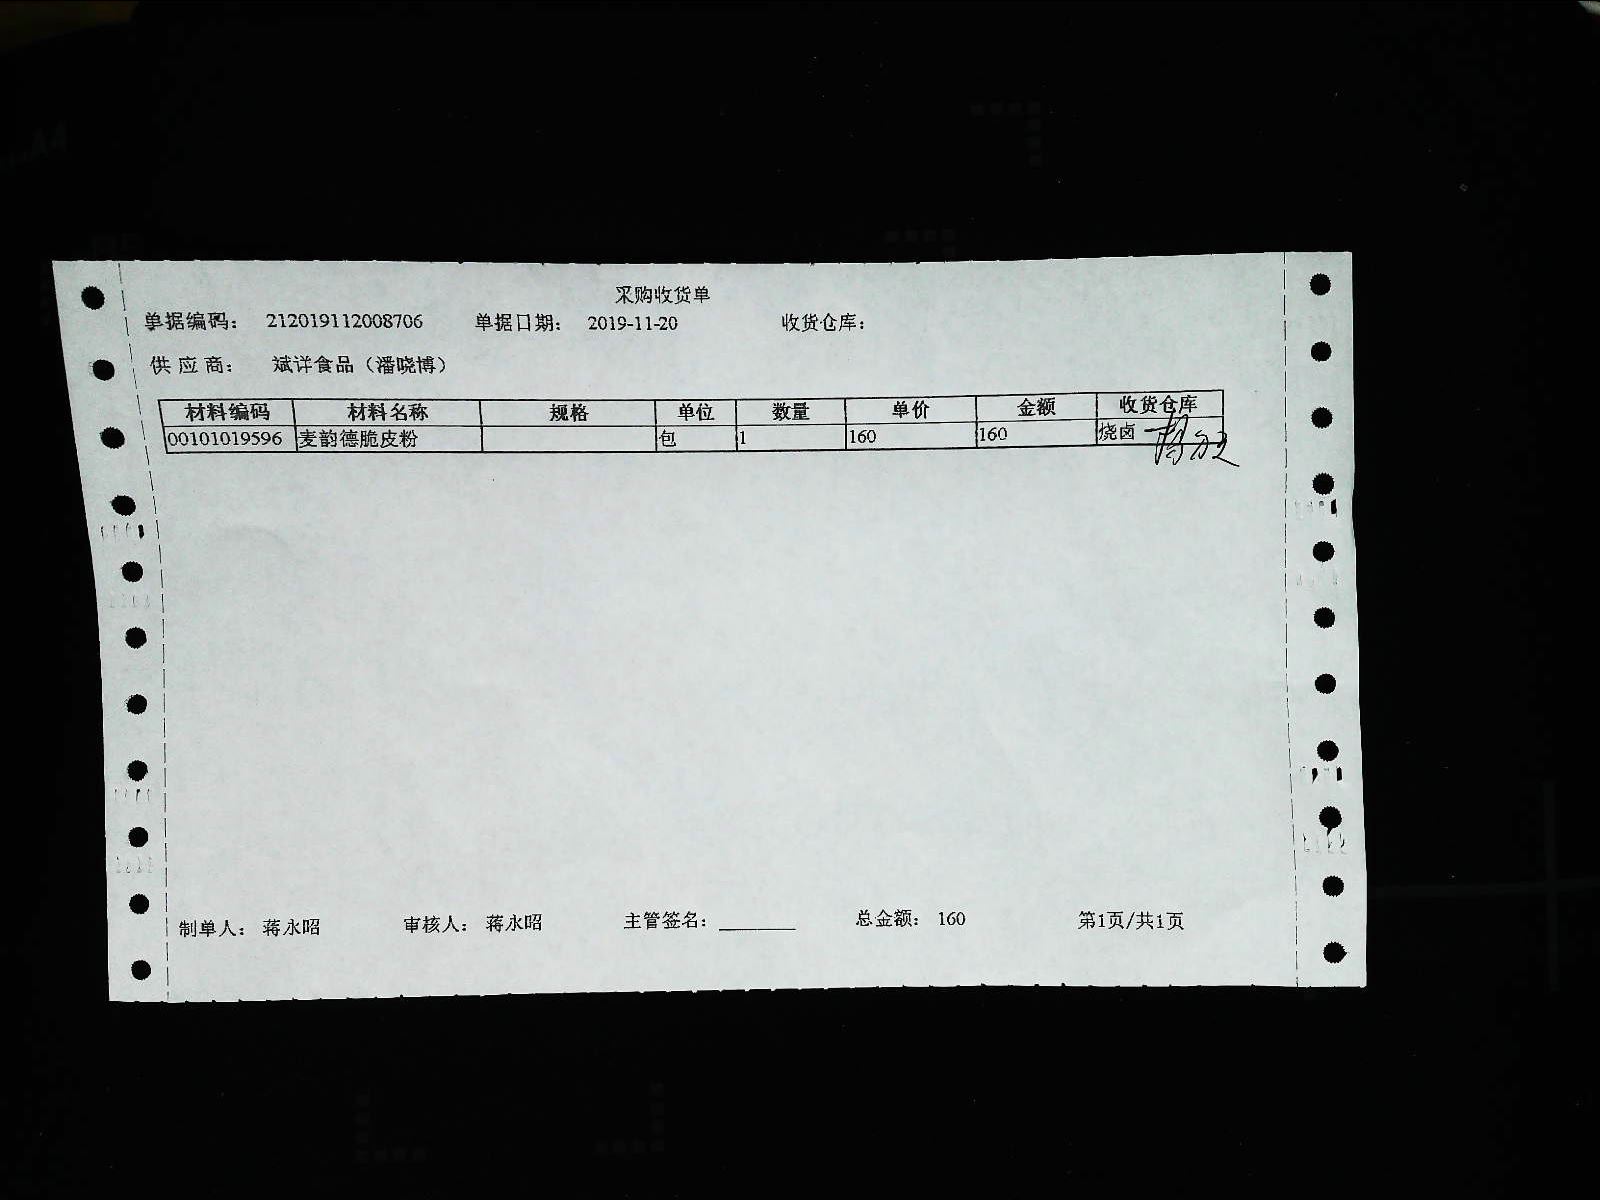 采购收货单
单据编码： 212019112008706 单据日期： 2019-11-20 收货仓库：
供 应 商： 斌详食品（潘晓博）
材料编码 材料名称 规格 单位 数量 单价 金额 收货仓库
00101019596 麦韵德脆皮粉 包 1 160 160 烧卤
制单人： 蒋永昭 审核人： 蒋永昭 主管签名：________ 总金额： 160 第1页/共1页